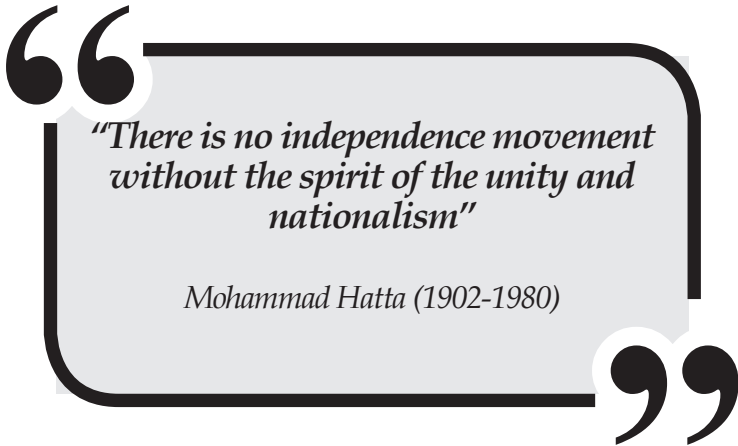 “There is no independence movement
without the spirit of the unity and
nationalism”
Mohammad Hatta (1902-1980)